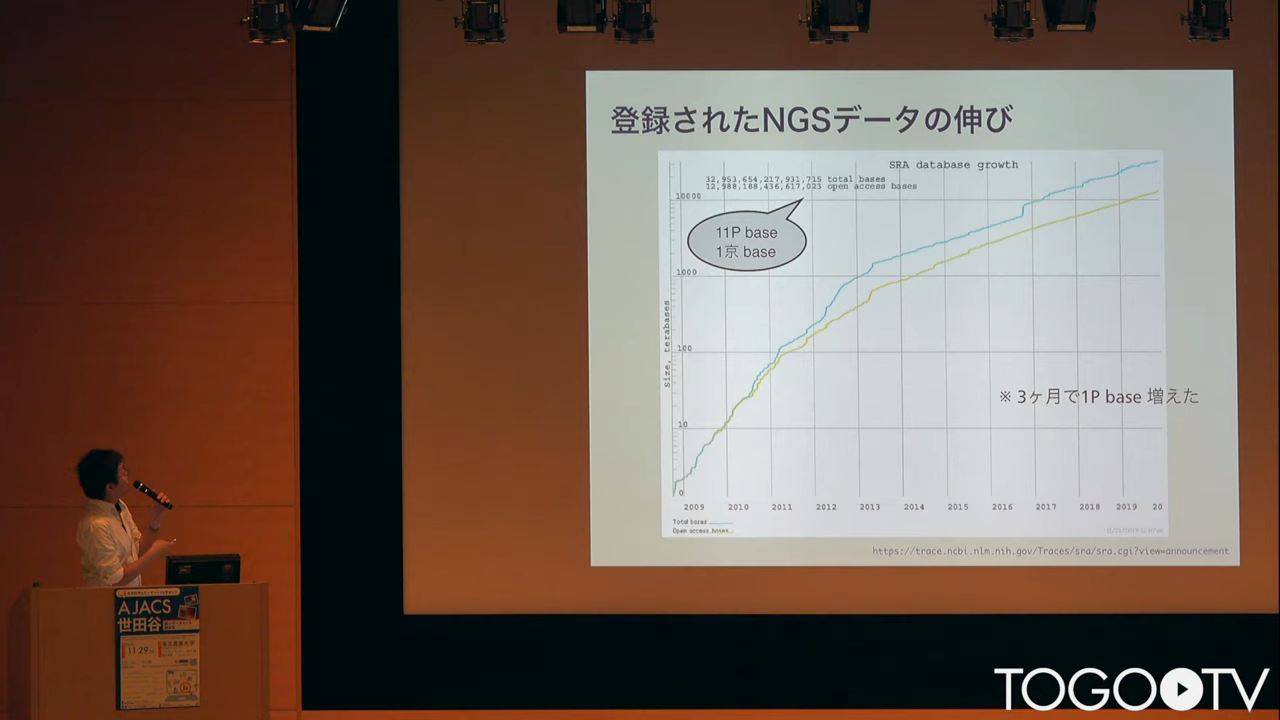 登録されたNGSデータの伸び
SRA database growth
32,953,654,217,931,715 total bases
12,988,188,436,617,023 open access bases
10000
11P base
1京 base
1000
Size, terabases
100
※ 3ヶ月で1P base 増えた
10
0
2009 2010 2011 2012 2013 2014 2015 2016 2017 2018 2019 20
Total bases
Open access bases
https://trace.ncbi.nlm.nih.gov/Traces/sra/sra.cgi?view=announcement
AJACS
世田谷
11 29
TOGO TV